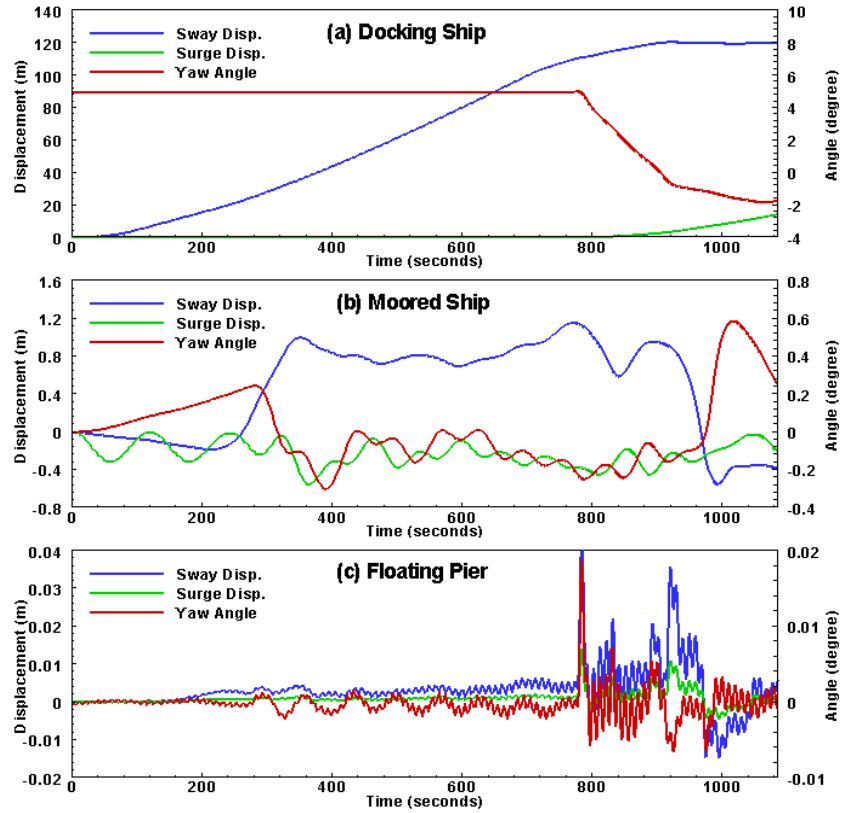 (a) Docking Ship
Sway Disp.
Surge Disp.
Yaw Angle
Displacement (m)
140
120
100
80
60
40
20
0
Angle (degree)
10
8
6
4
2
0
-2
-4
0 200 400 600 800 1000
Time (seconds)
(b) Moored Ship
Sway Disp.
Surge Disp.
Yaw Angle
Displacement (m)
1.6
1.2
0.8
0.4
0
-0.4
-0.8
Angle (degree)
0.8
0.6
0.4
0.2
0
-0.2
-0.4
0 200 400 600 800 1000
Time (seconds)
(c) Floating Pier
Sway Disp.
Surge Disp.
Yaw Angle
Displacement (m)
0.04
0.03
0.02
0.01
0
-0.01
-0.02
Angle (degree)
0.02
0.01
0
-0.01
0 200 400 600 800 1000
Time (seconds)